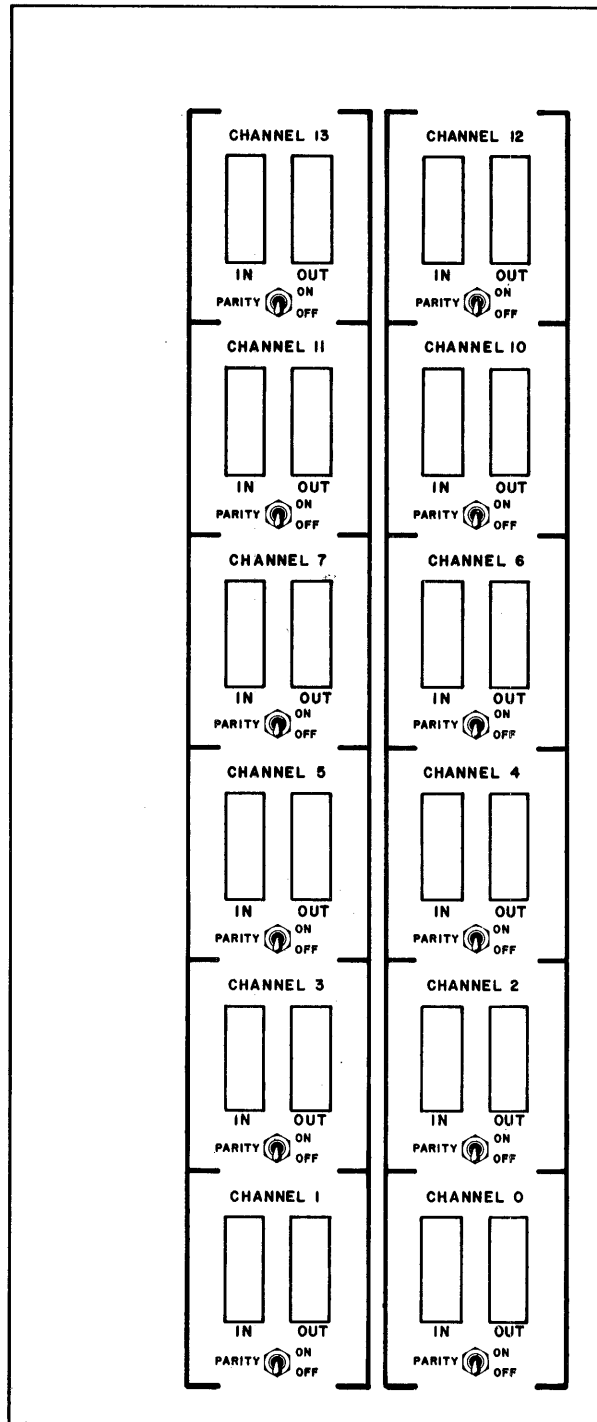 CHANNEL 13
IN OUT
PARITY ON
OFF
CHANNEL 12
IN OUT
PARITY ON
OFF
CHANNEL 11
IN OUT
PARITY ON
OFF
CHANNEL 10
IN OUT
PARITY ON
OFF
CHANNEL 7
IN OUT
PARITY ON
OFF
CHANNEL 6
IN OUT
PARITY ON
OFF
CHANNEL 5
IN OUT
PARITY ON
OFF
CHANNEL 4
IN OUT
PARITY ON
OFF
CHANNEL 3
IN OUT
PARITY ON
OFF
CHANNEL 2
IN OUT
PARITY ON
OFF
CHANNEL 1
IN OUT
PARITY ON
OFF
CHANNEL 0
IN OUT
PARITY ON
OFF